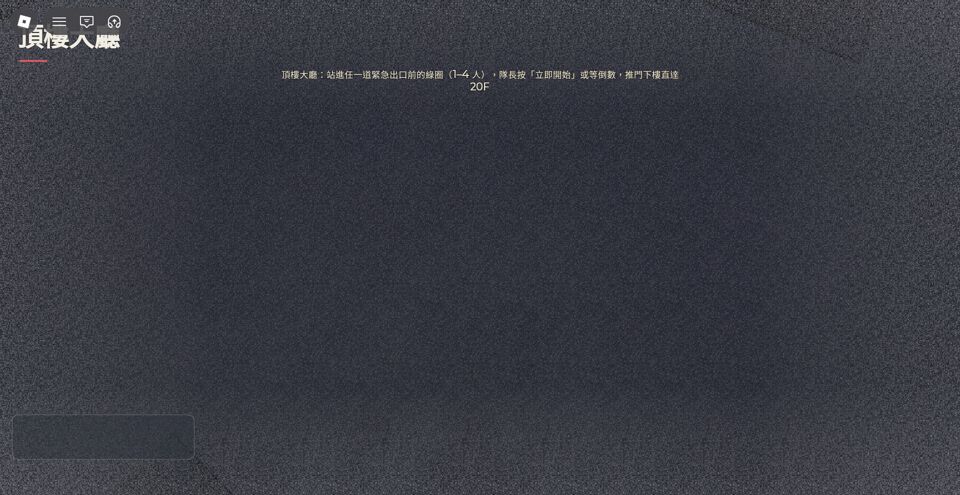 頂樓大廳
頂樓大廳：站進任一道緊急出口前的綠圈（1–4 人），隊長按「立即開始」或等倒數，推門下樓直達
20F